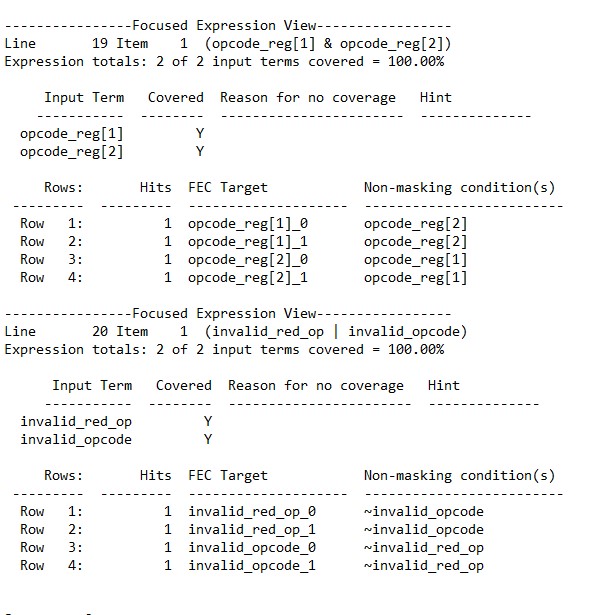 ----------------Focused Expression View-----------------
Line       19 Item    1  (opcode_reg[1] & opcode_reg[2])
Expression totals: 2 of 2 input terms covered = 100.00%
     Input Term   Covered  Reason for no coverage   Hint
    -----------  --------  -----------------------  --------------
  opcode_reg[1]         Y
  opcode_reg[2]         Y
     Rows:       Hits  FEC Target            Non-masking condition(s)
---------  ---------  --------------------  -------------------------
  Row   1:          1  opcode_reg[1]_0       opcode_reg[2]
  Row   2:          1  opcode_reg[1]_1       opcode_reg[2]
  Row   3:          1  opcode_reg[2]_0       opcode_reg[1]
  Row   4:          1  opcode_reg[2]_1       opcode_reg[1]
----------------Focused Expression View-----------------
Line       20 Item    1  (invalid_red_op | invalid_opcode)
Expression totals: 2 of 2 input terms covered = 100.00%
      Input Term   Covered  Reason for no coverage   Hint
     -----------  --------  -----------------------  --------------
  invalid_red_op         Y
  invalid_opcode         Y
     Rows:       Hits  FEC Target            Non-masking condition(s)
---------  ---------  --------------------  -------------------------
  Row   1:          1  invalid_red_op_0      ~invalid_opcode
  Row   2:          1  invalid_red_op_1      ~invalid_opcode
  Row   3:          1  invalid_opcode_0      ~invalid_red_op
  Row   4:          1  invalid_opcode_1      ~invalid_red_op